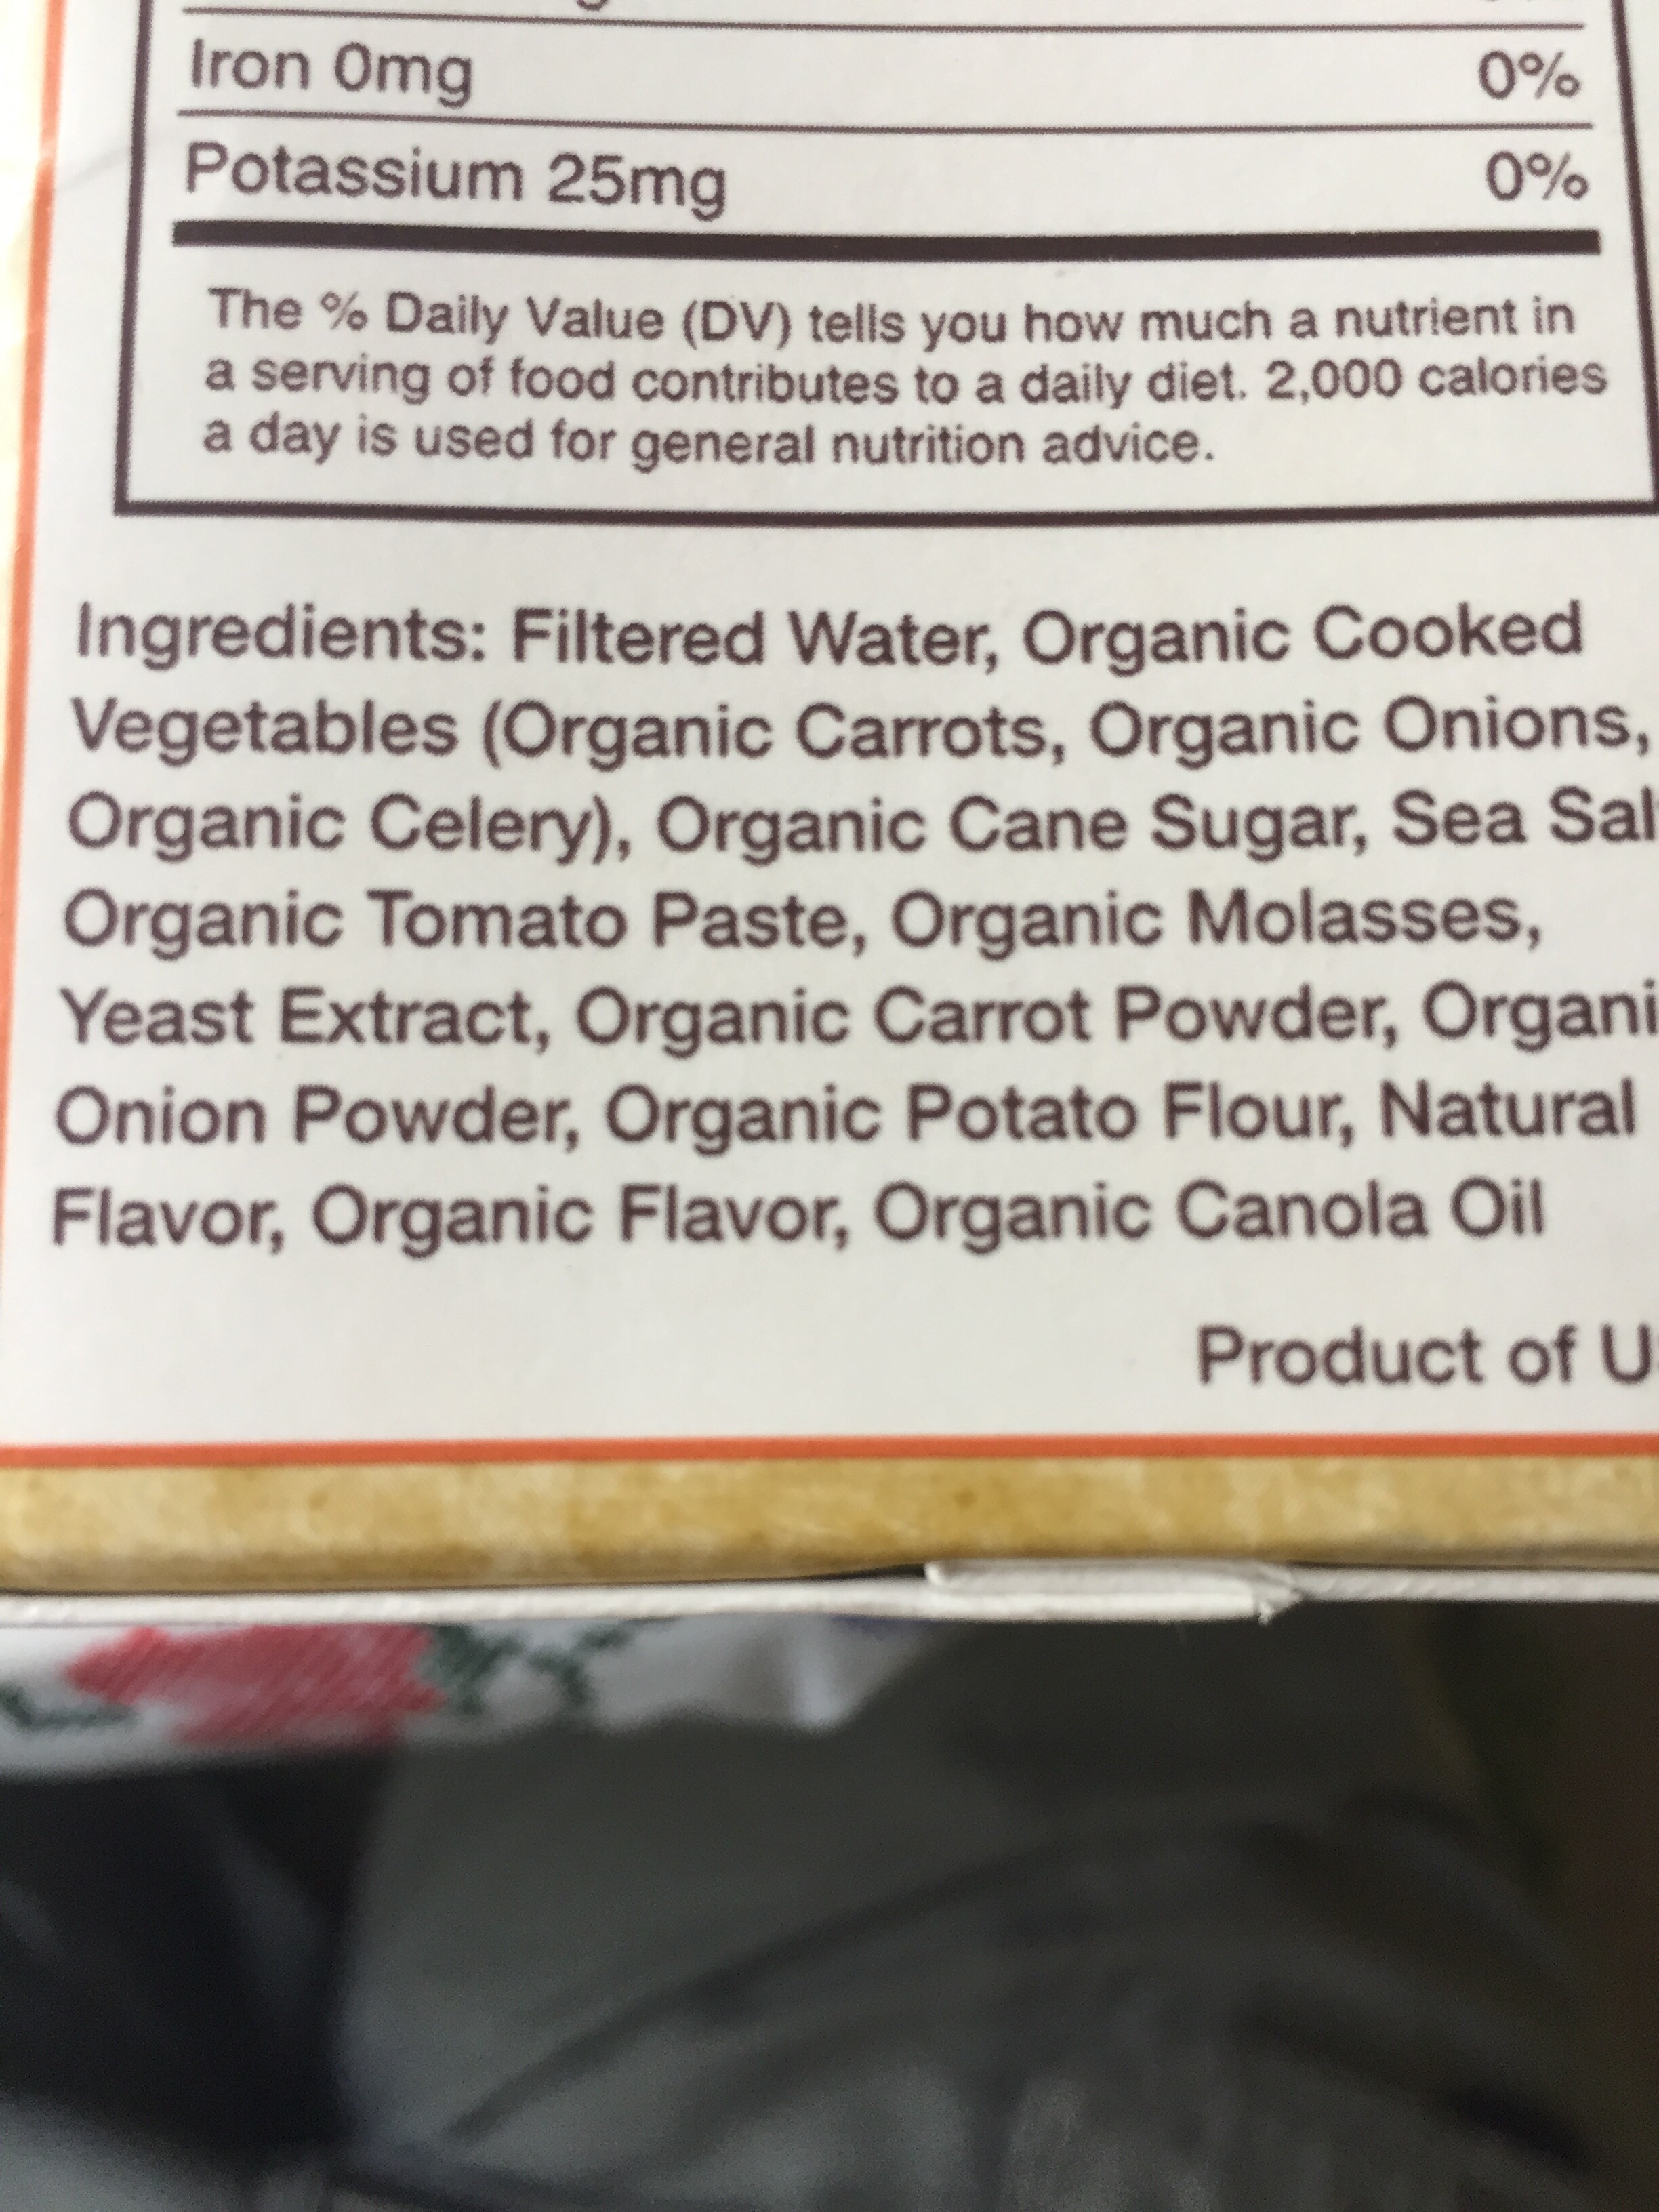 Iron 0mg 0%
Potassium 25mg 0%
The % Daily Value (DV) tells you how much a nutrient in
a serving of food contributes to a daily diet. 2,000 calories
a day is used for general nutrition advice.
Ingredients: Filtered Water, Organic Cooked
Vegetables (Organic Carrots, Organic Onions,
Organic Celery), Organic Cane Sugar, Sea Sal
Organic Tomato Paste, Organic Molasses,
Yeast Extract, Organic Carrot Powder, Organi
Onion Powder, Organic Potato Flour, Natural
Flavor, Organic Flavor, Organic Canola Oil
Product of U